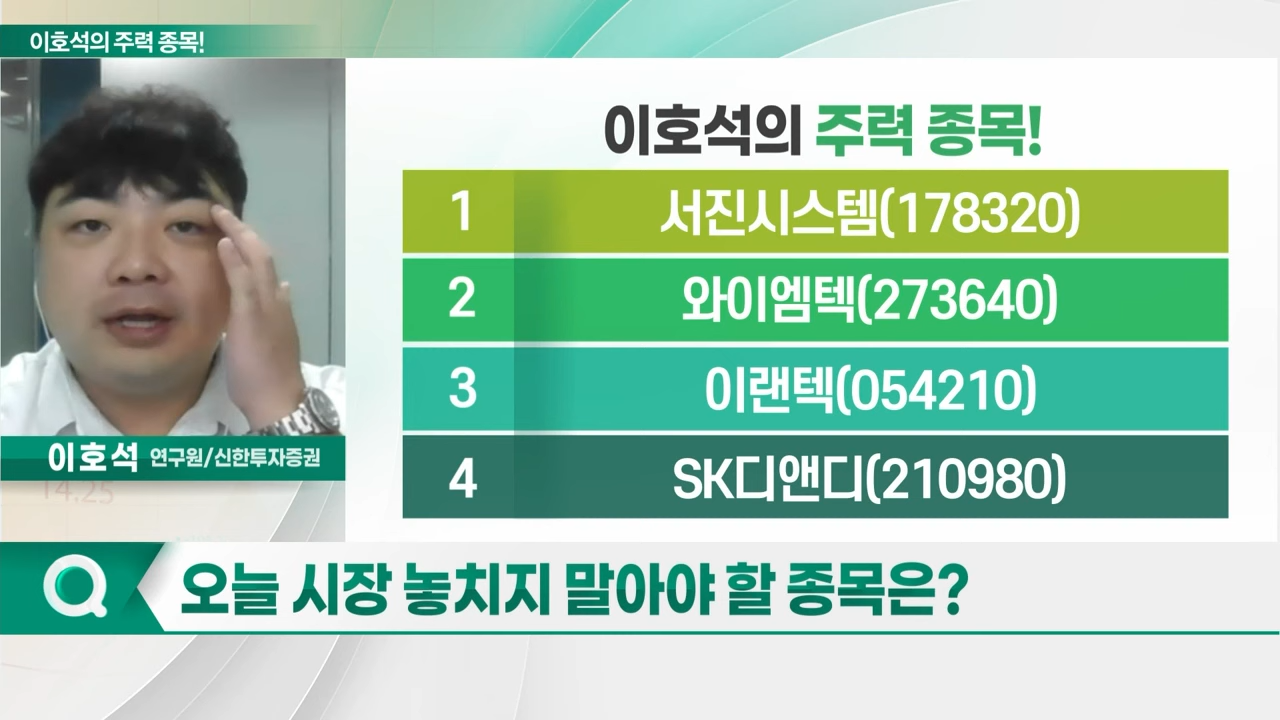 이호석의 주력 종목!
이호석의 주력 종목!
1 서진시스템(178320)
2 와이엠텍(273640)
3 이랜텍(054210)
4 SK디앤디(210980)
이호석 연구원/신한투자증권
14.25
Q 오늘 시장 놓치지 말아야 할 종목은?